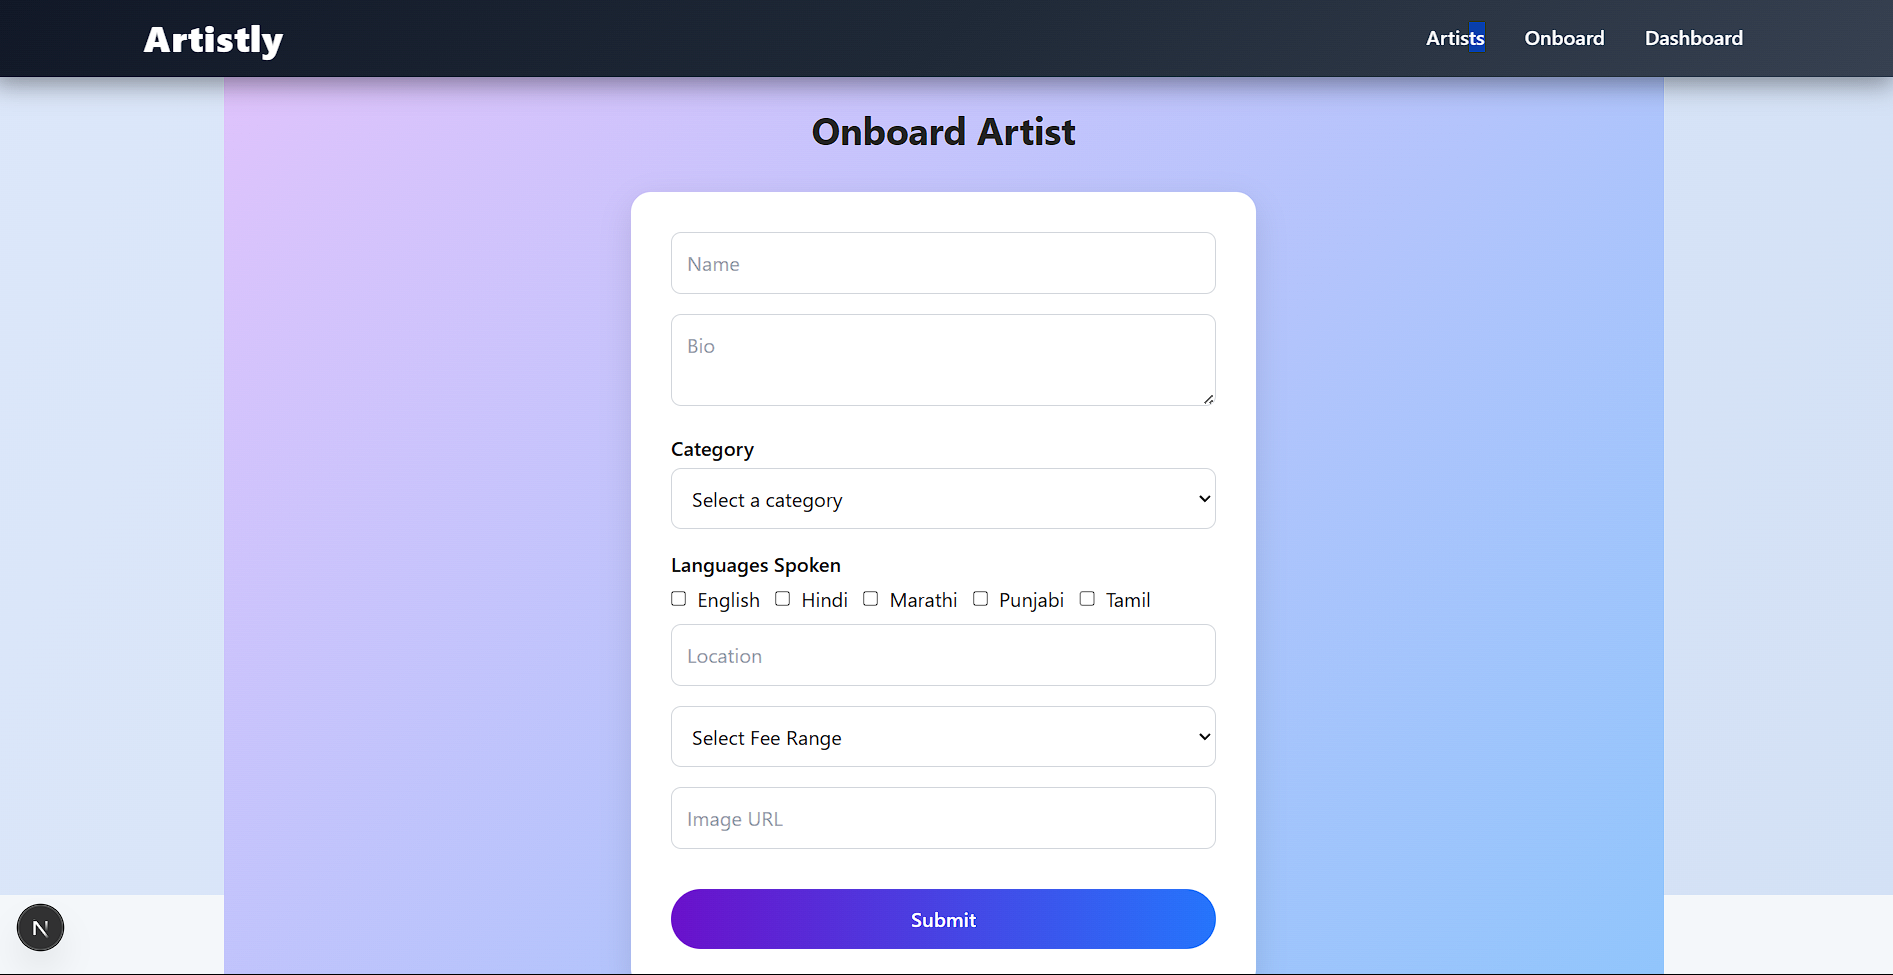 Artistly
Artists Onboard Dashboard
Onboard Artist
Name
Bio
Category
Select a category
Languages Spoken
English Hindi Marathi Punjabi Tamil
Location
Select Fee Range
Image URL
Submit
N